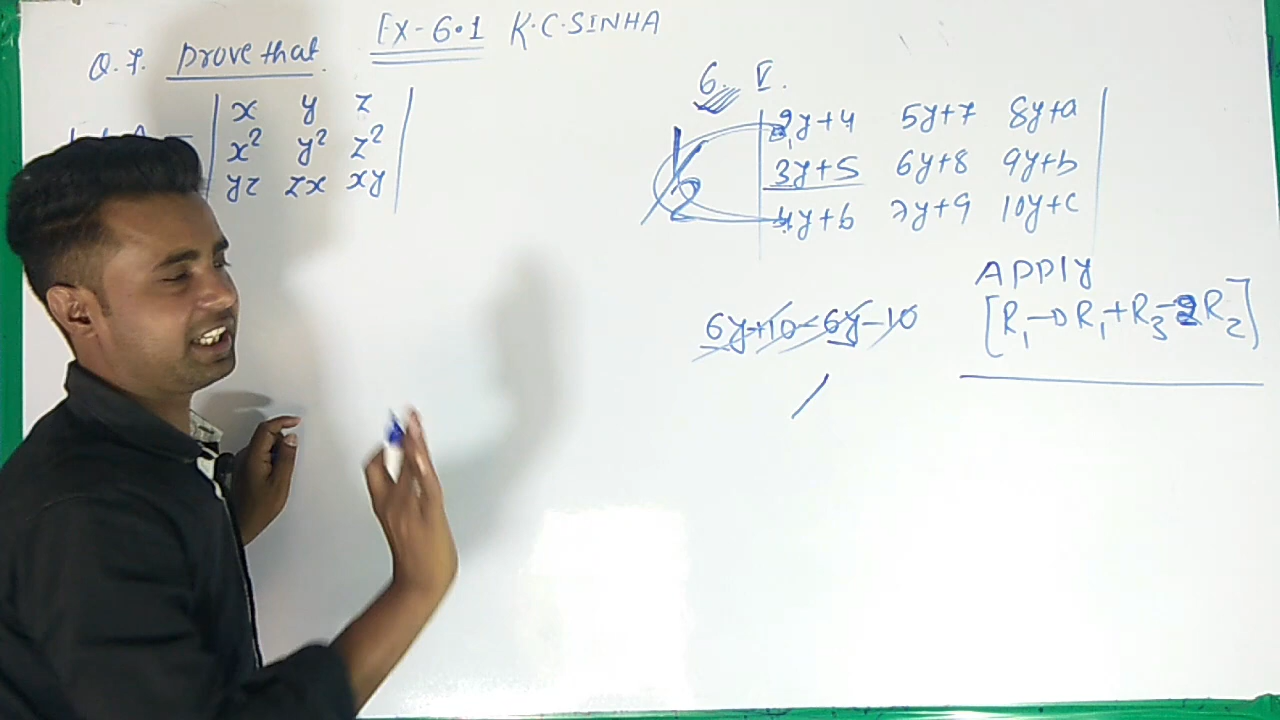 Ex-6.1 K.C.SINHA
Q.7. prove that.
x y z
x² y² z²
yz zx xy
6. V.
2y+4 5y+7 8y+a
3y+5 6y+8 9y+b
4y+6 7y+9 10y+c
APPly
[R₁→R₁+R₃-2R₂]
6y+10-6y-10